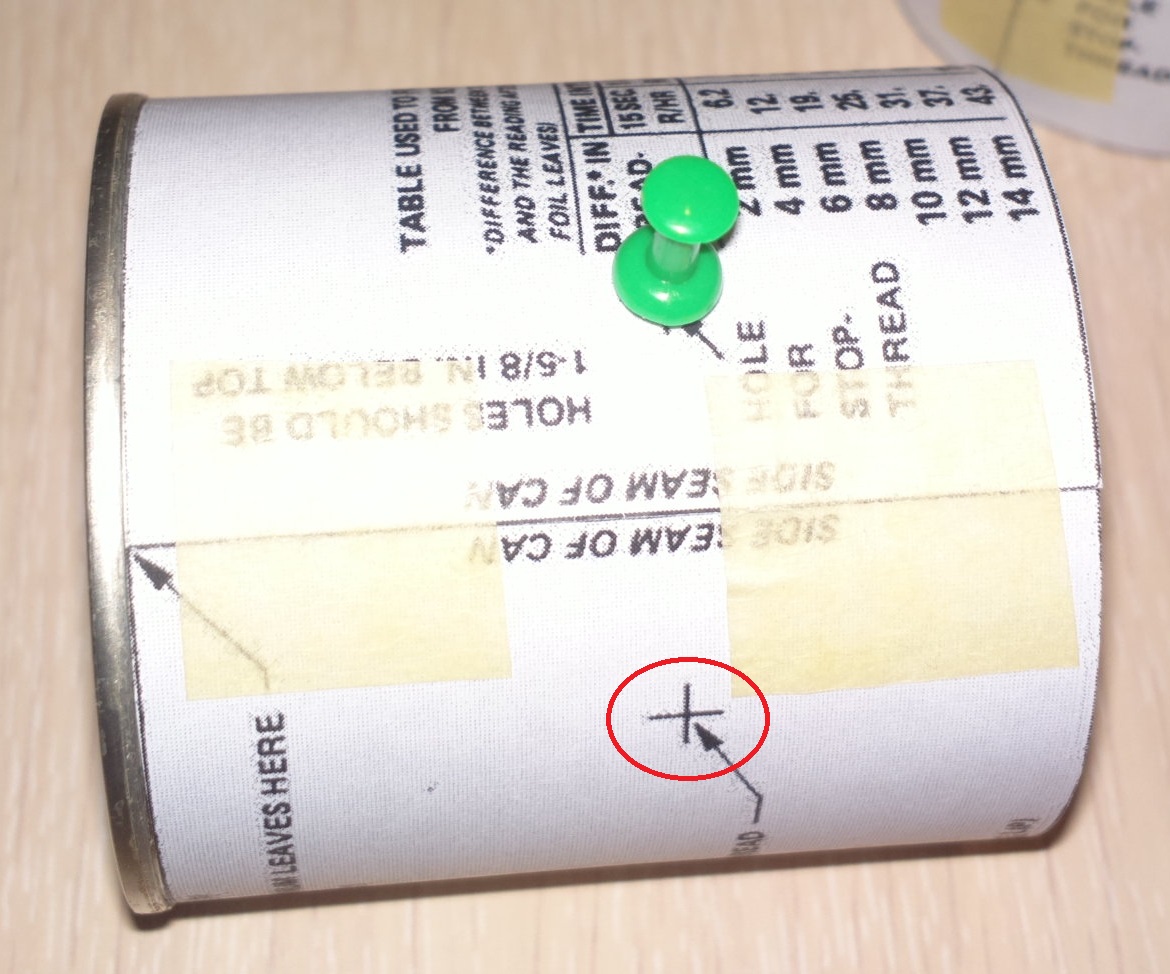 TABLE USED TO
FROM
*DIFFERENCE
AND THE READING
FOIL LEAVES)
DIFF.* IN
TIME
15 SEC
R/HR
6.2
2 mm
12.
4 mm
19.
6 mm
25.
8 mm
31.
10 mm
37.
12 mm
43.
14 mm
HOLE
FOR
STOP-
THREAD
HOLES SHOULD BE
1-5/8 IN. BELOW TOP
SIDE SEAM OF CAN
SIDE SEAM OF CAN
LEAVES HERE